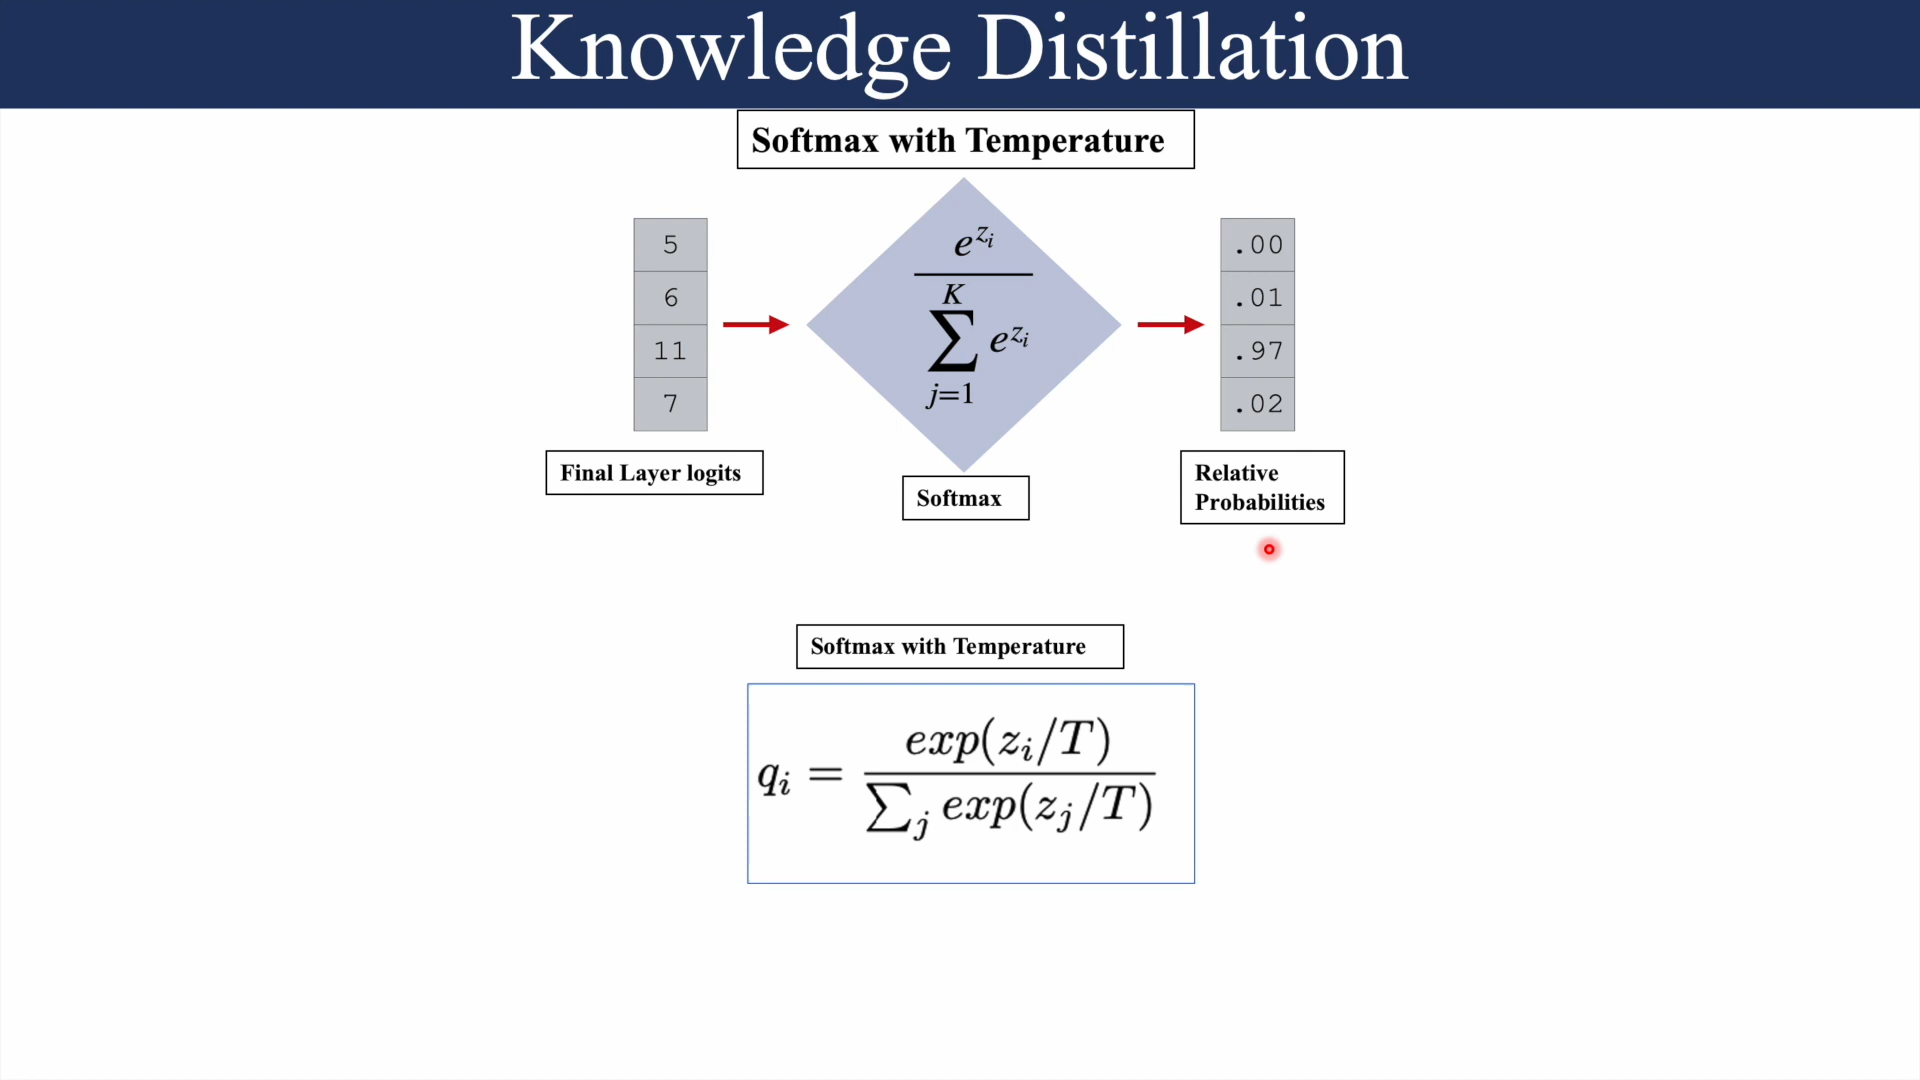 Knowledge Distillation
Softmax with Temperature
5
6
11
7
e^{z_i}
K
∑ e^{z_i}
j=1
.00
.01
.97
.02
Final Layer logits
Softmax
Relative
Probabilities
Softmax with Temperature
q_i = exp(z_i/T)
∑_j exp(z_j/T)